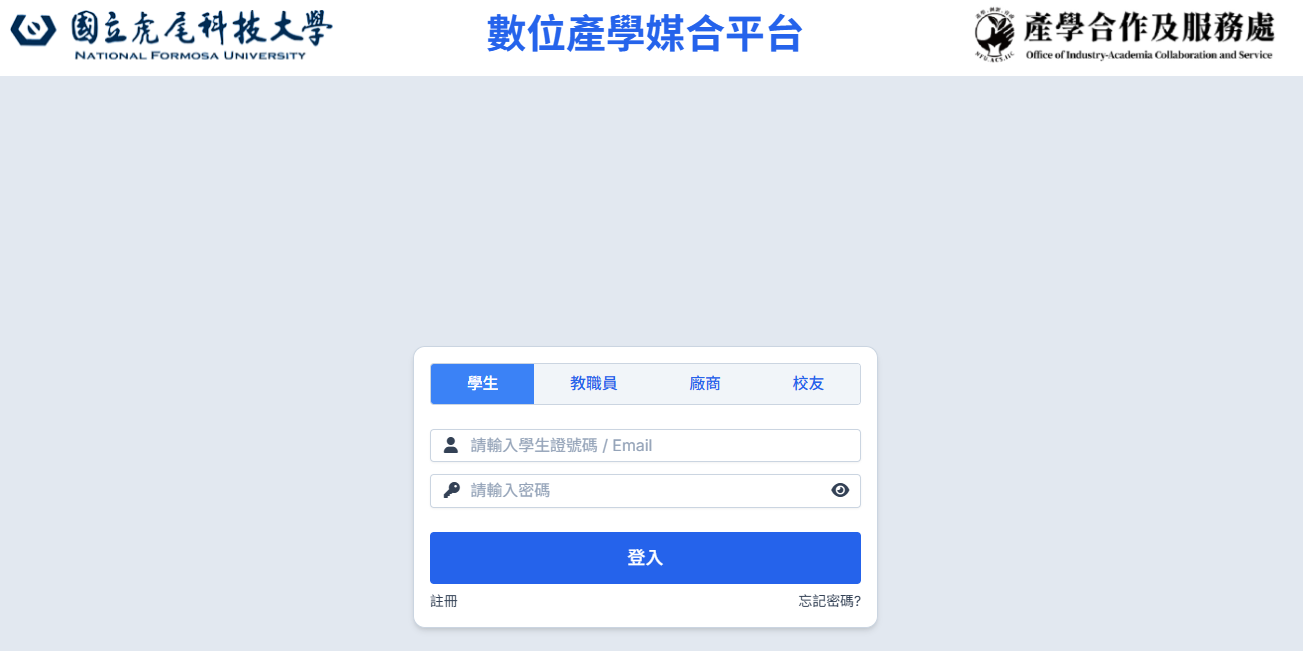 國立虎尾科技大學
NATIONAL FORMOSA UNIVERSITY
數位產學媒合平台
產學合作及服務處
Office of Industry-Academia Collaboration and Service
學生 教職員 廠商 校友
請輸入學生證號碼 / Email
請輸入密碼
登入
註冊 忘記密碼?